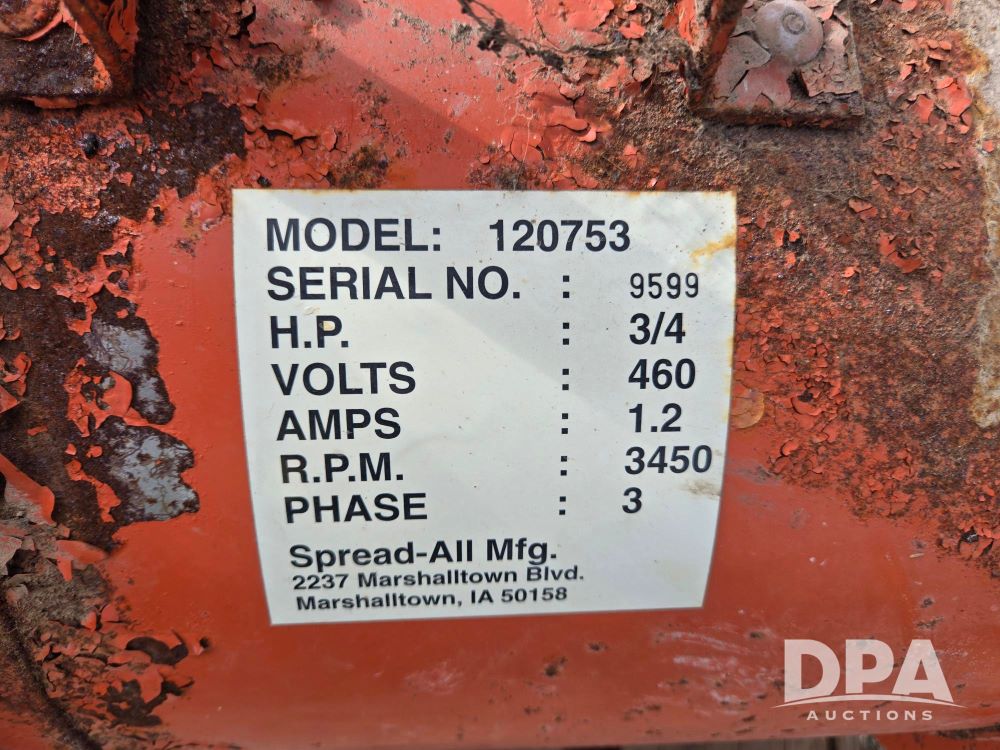 MODEL: 120753
SERIAL NO. : 9599
H.P. : 3/4
VOLTS : 460
AMPS : 1.2
R.P.M. : 3450
PHASE : 3
Spread-All Mfg.
2237 Marshalltown Blvd.
Marshalltown, IA 50158
DPA
AUCTIONS